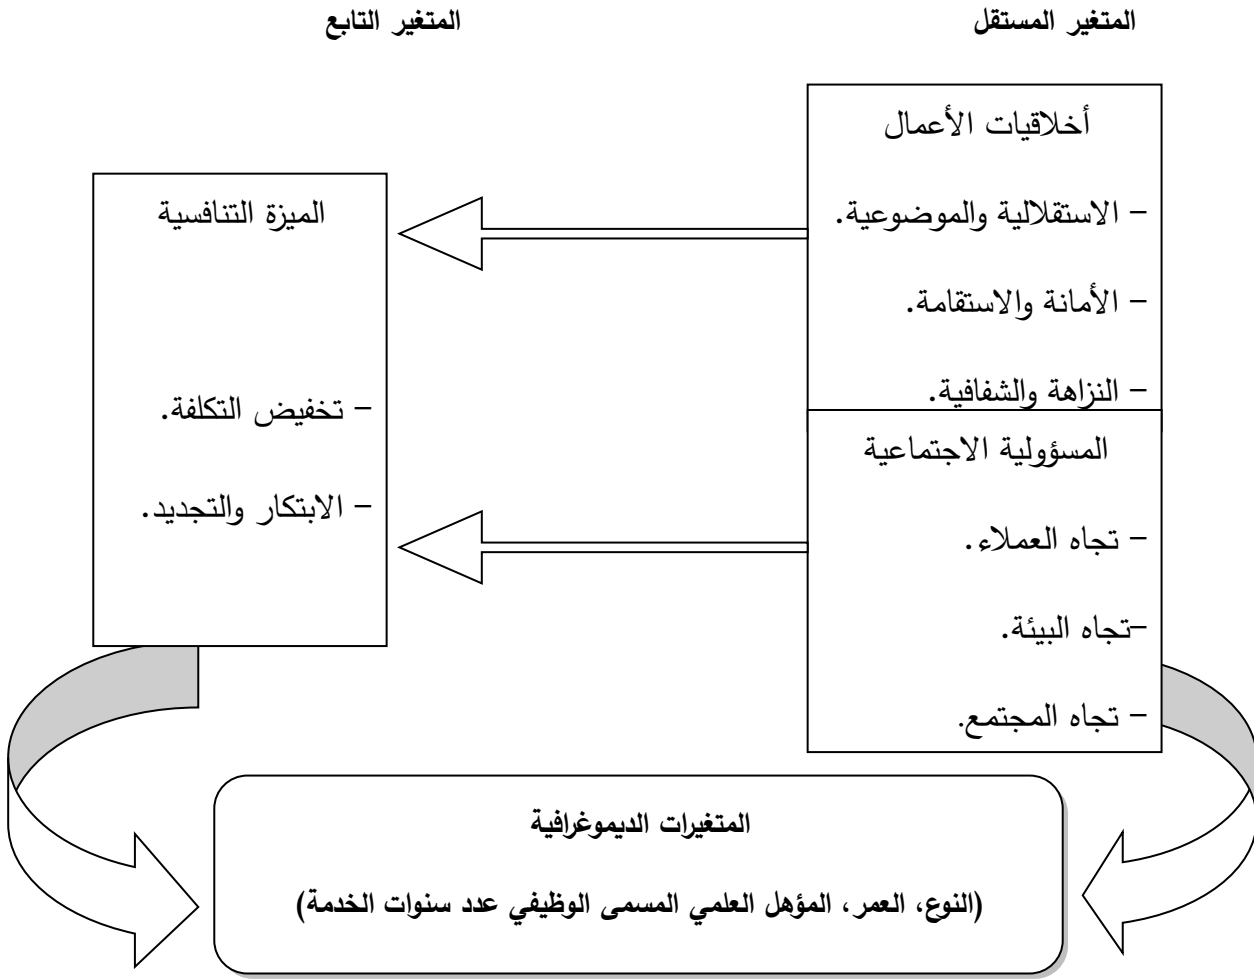 المتغير المستقل
المتغير التابع
أخلاقيات الأعمال
– الاستقلالية والموضوعية.
– الأمانة والاستقامة.
– النزاهة والشفافية.
المسؤولية الاجتماعية
– تجاه العملاء.
–تجاه البيئة.
– تجاه المجتمع.
الميزة التنافسية
– تخفيض التكلفة.
– الابتكار والتجديد.
المتغيرات الديموغرافية
(النوع، العمر، المؤهل العلمي المسمى الوظيفي عدد سنوات الخدمة)